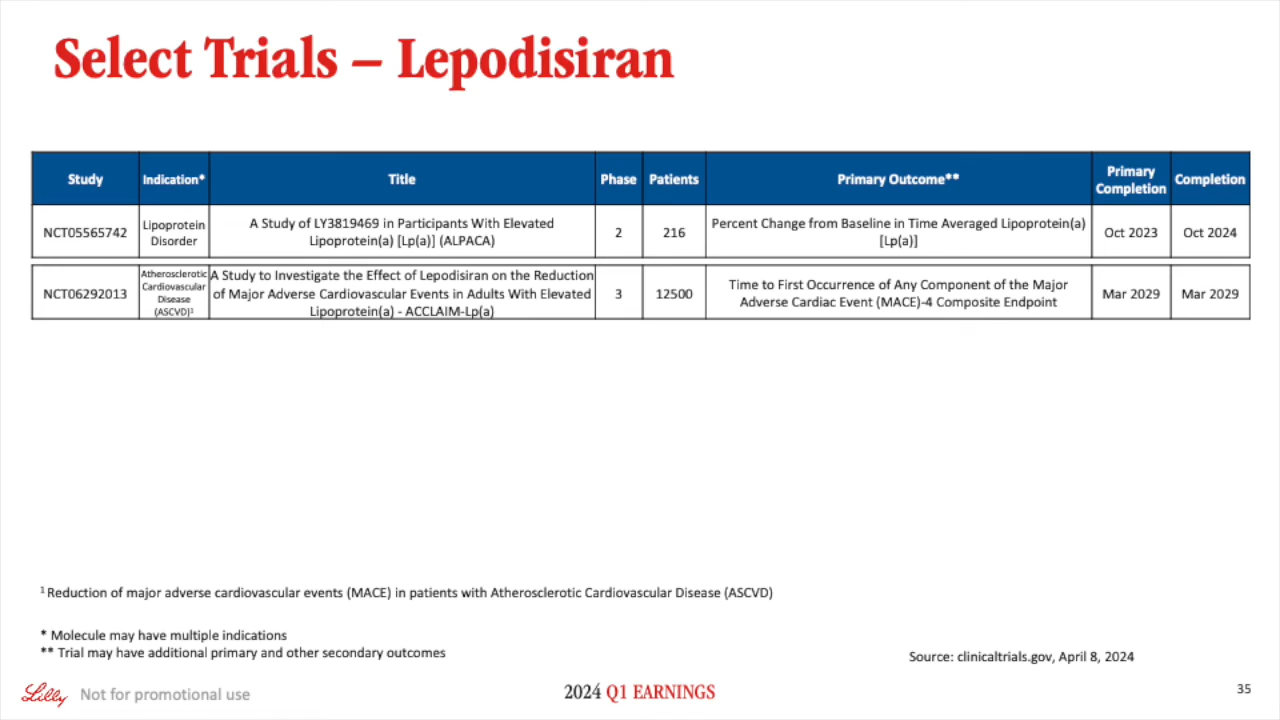 Select Trials – Lepodisiran
Study
Indication*
Title
Phase
Patients
Primary Outcome**
Primary
Completion
Completion
NCT05565742
Lipoprotein
Disorder
A Study of LY3819469 in Participants With Elevated
Lipoprotein(a) [Lp(a)] (ALPACA)
2
216
Percent Change from Baseline in Time Averaged Lipoprotein(a)
[Lp(a)]
Oct 2023
Oct 2024
NCT06292013
Atherosclerotic
Cardiovascular
Disease
(ASCVD)¹
A Study to Investigate the Effect of Lepodisiran on the Reduction
of Major Adverse Cardiovascular Events in Adults With Elevated
Lipoprotein(a) - ACCLAIM-Lp(a)
3
12500
Time to First Occurrence of Any Component of the Major
Adverse Cardiac Event (MACE)-4 Composite Endpoint
Mar 2029
Mar 2029
¹ Reduction of major adverse cardiovascular events (MACE) in patients with Atherosclerotic Cardiovascular Disease (ASCVD)
* Molecule may have multiple indications
** Trial may have additional primary and other secondary outcomes
Source: clinicaltrials.gov, April 8, 2024
Lilly
Not for promotional use
2024 Q1 EARNINGS
35